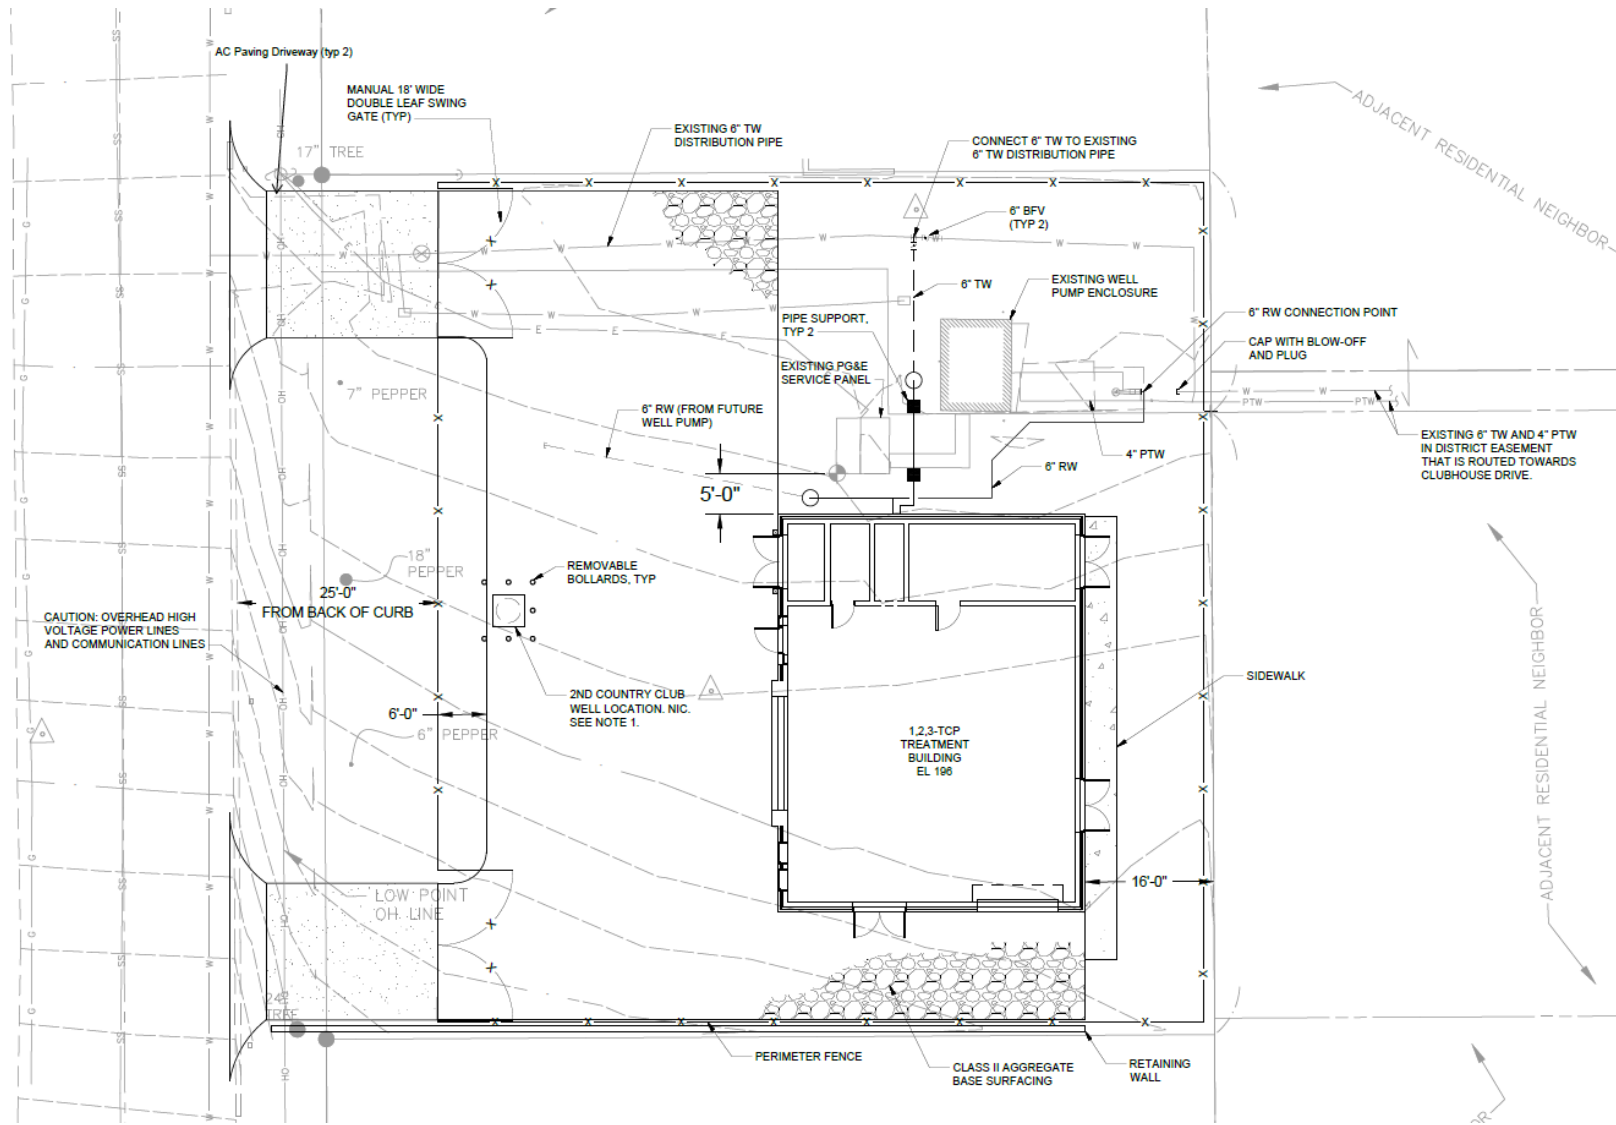 AC Paving Driveway (typ 2)
MANUAL 18' WIDE
DOUBLE LEAF SWING
GATE (TYP)
17" TREE
EXISTING 6" TW
DISTRIBUTION PIPE
CONNECT 6" TW TO EXISTING
6" TW DISTRIBUTION PIPE
6" BFV
(TYP 2)
ADJACENT RESIDENTIAL NEIGHBOR
6" TW
EXISTING WELL
PUMP ENCLOSURE
PIPE SUPPORT,
TYP 2
6" RW CONNECTION POINT
CAP WITH BLOW-OFF
AND PLUG
EXISTING PG&E
SERVICE PANEL
7" PEPPER
6" RW (FROM FUTURE
WELL PUMP)
PTW
PTW
EXISTING 6" TW AND 4" PTW
IN DISTRICT EASEMENT
THAT IS ROUTED TOWARDS
CLUBHOUSE DRIVE.
4" PTW
6" RW
5'-0"
18"
PEPPER
REMOVABLE
BOLLARDS, TYP
25'-0"
FROM BACK OF CURB
CAUTION: OVERHEAD HIGH
VOLTAGE POWER LINES
AND COMMUNICATION LINES
2ND COUNTRY CLUB
WELL LOCATION. NIC.
SEE NOTE 1.
6'-0"
6" PEPPER
SIDEWALK
1,2,3-TCP
TREATMENT
BUILDING
EL 196
ADJACENT RESIDENTIAL NEIGHBOR
16'-0"
LOW POINT
OH LINE
TREE
PERIMETER FENCE
CLASS II AGGREGATE
BASE SURFACING
RETAINING
WALL